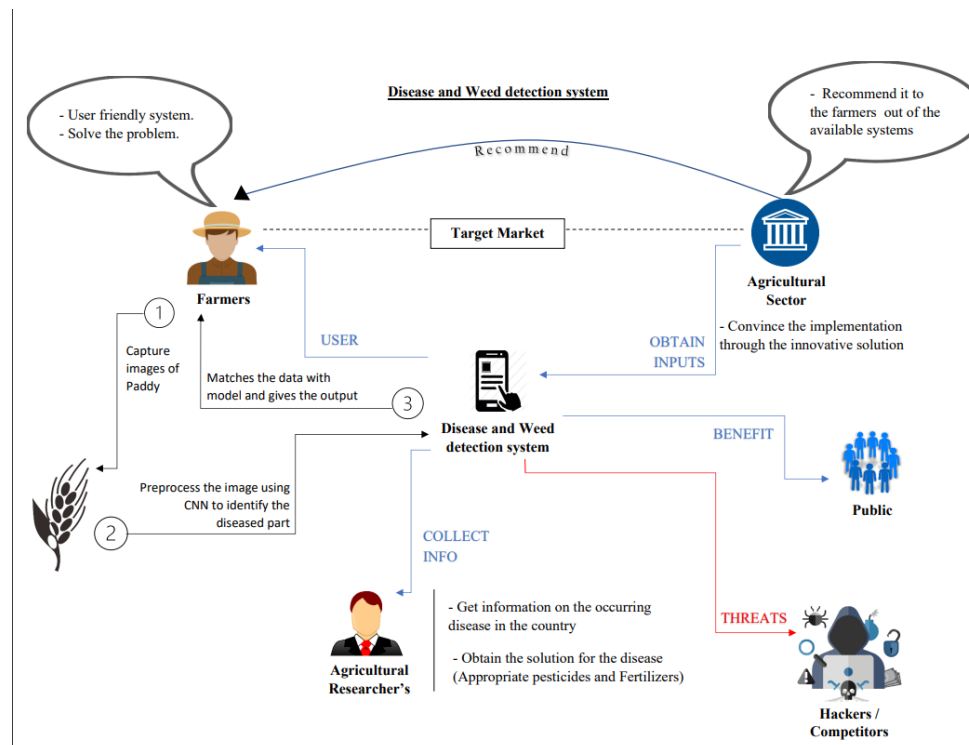 Disease and Weed detection system
- User friendly system.
- Solve the problem.
- Recommend it to
the farmers out of the
available systems
Recommend
Target Market
Farmers
Agricultural
Sector
- Convince the implementation
through the innovative solution
1
Capture
images of
Paddy
USER
OBTAIN
INPUTS
Matches the data with
model and gives the output
3
Disease and Weed
detection system
BENEFIT
Public
Preprocess the image using
CNN to identify the
diseased part
2
COLLECT
INFO
Agricultural
Researcher's
- Get information on the occurring
disease in the country
- Obtain the solution for the disease
(Appropriate pesticides and Fertilizers)
THREATS
Hackers /
Competitors